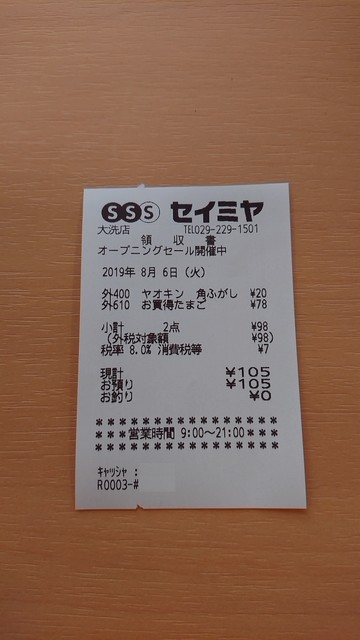 SSS セイミヤ
大洗店 TEL029-229-1501
領収書
オープニングセール開催中
2019年 8月 6日(火)
外400 ヤオキン 角ふがし ¥20
外610 お買得たまご ¥78
小計 2点 ¥98
(外税対象額 ¥98)
税率 8.0% 消費税等 ¥7
現計 ¥105
お預り ¥105
お釣り ¥0
* * * * * * * * * * * * * * * *
* * * 営業時間 9:00~21:00 * * *
* * * * * * * * * * * * * * * *
キャッシャ :
R0003-#